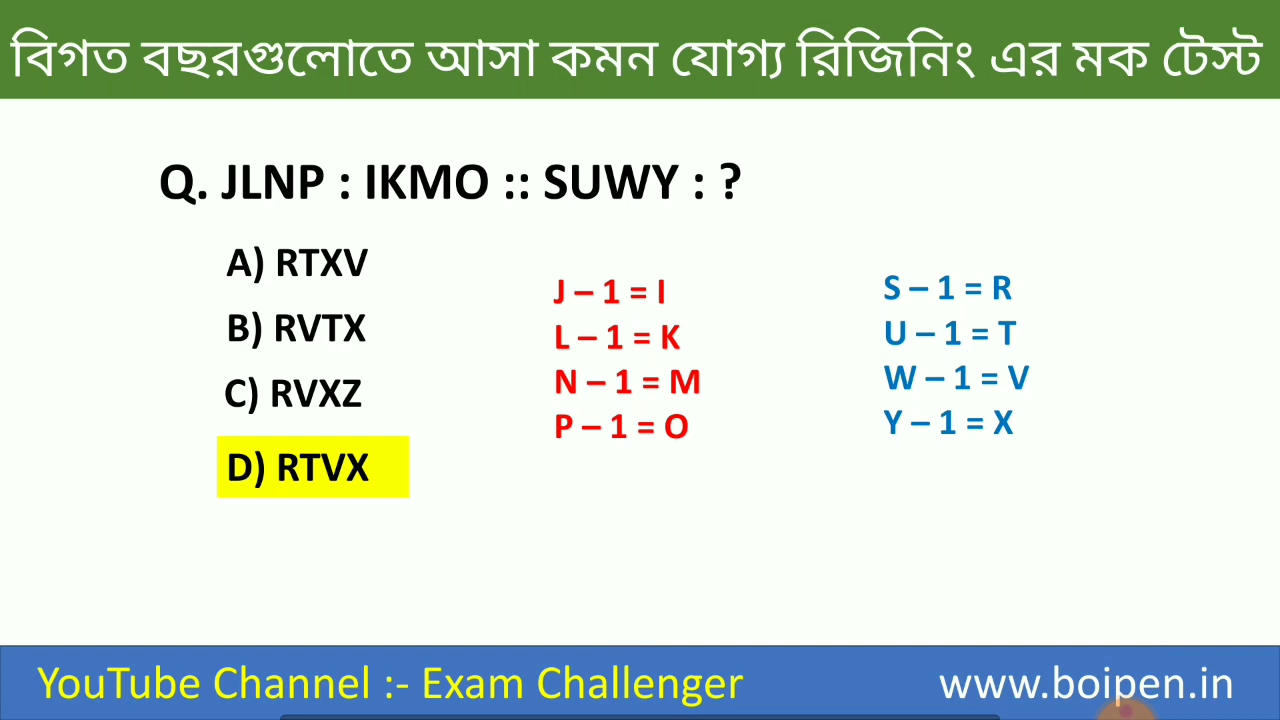 বিগত বছরগুলোতে আসা কমন যোগ্য রিজিনিং এর মক টেস্ট
Q. JLNP : IKMO :: SUWY : ?
A) RTXV
B) RVTX
C) RVXZ
D) RTVX
J – 1 = I
L – 1 = K
N – 1 = M
P – 1 = O
S – 1 = R
U – 1 = T
W – 1 = V
Y – 1 = X
YouTube Channel :- Exam Challenger
www.boipen.in